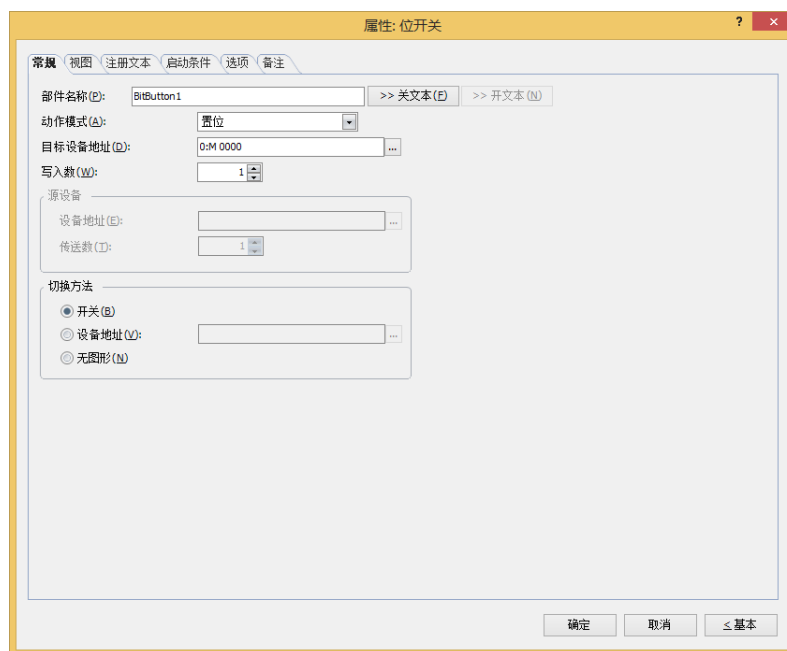 属性: 位开关
? ×
常规 视图 注册文本 启动条件 选项 备注
部件名称(P): BitButton1 >> 关文本(F) >> 开文本(N)
动作模式(A): 置位
目标设备地址(D): 0:M 0000 ...
写入数(W): 1
源设备
设备地址(E): ...
传送数(T): 1
切换方法
开关(B)
设备地址(V): ...
无图形(N)
确定 取消 ≤基本